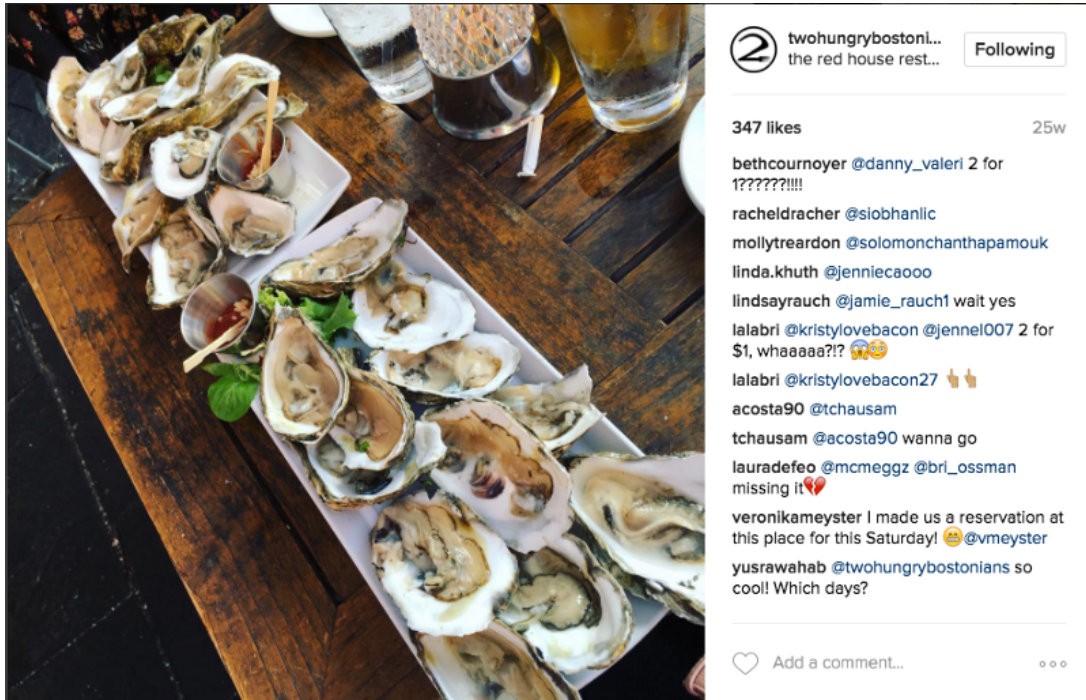 twohungrybostoni...
the red house rest...
Following
347 likes
25w
bethcournoyer @danny_valeri 2 for
1??????!!!!
racheldracher @siobhanlic
mollytreardon @solomonchanthapamouk
linda.khuth @jenniecaooo
lindsayrauch @jamie_rauch1 wait yes
lalabri @kristylovebacon @jennel007 2 for
$1, whaaaaa?!? 😱😳
lalabri @kristylovebacon27 👆🏽👆🏽
acosta90 @tchausam
tchausam @acosta90 wanna go
lauradefeo @mcmeggz @bri_ossman
missing it💔
veronikameyster I made us a reservation at
this place for this Saturday! 😁@vmeyster
yusrawahab @twohungrybostonians so
cool! Which days?
Add a comment...